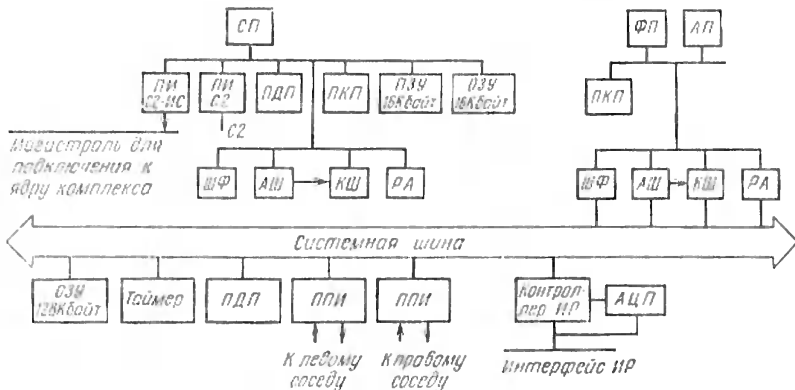 СП
ФП
АП
ПИ
С2-ИС
ПИ
С2
ПДП
ПКП
ПЗУ
16Кбайт
ОЗУ
16Кбайт
ПКП
С2
Магистраль для
подключения к
ядру комплекса
ШФ
АШ
КШ
РА
ШФ
АШ
КШ
РА
Системная шина
ОЗУ
128Кбайт
Таймер
ПДП
ППИ
ППИ
Контрол-
лер ИР
АЦП
К левому
соседу
К правому
соседу
Интерфейс ИР